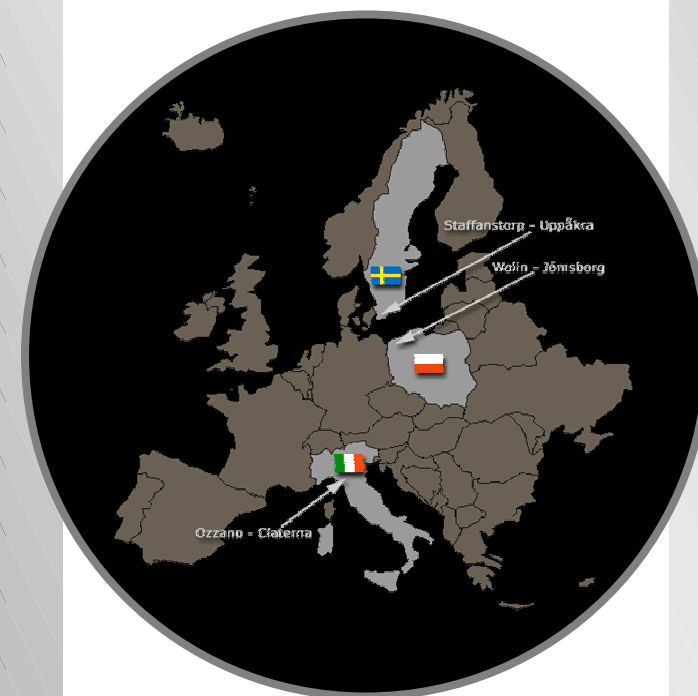 Staffanstorp - Uppåkra
Wolin - Jómsborg
Ozzano - Claterna